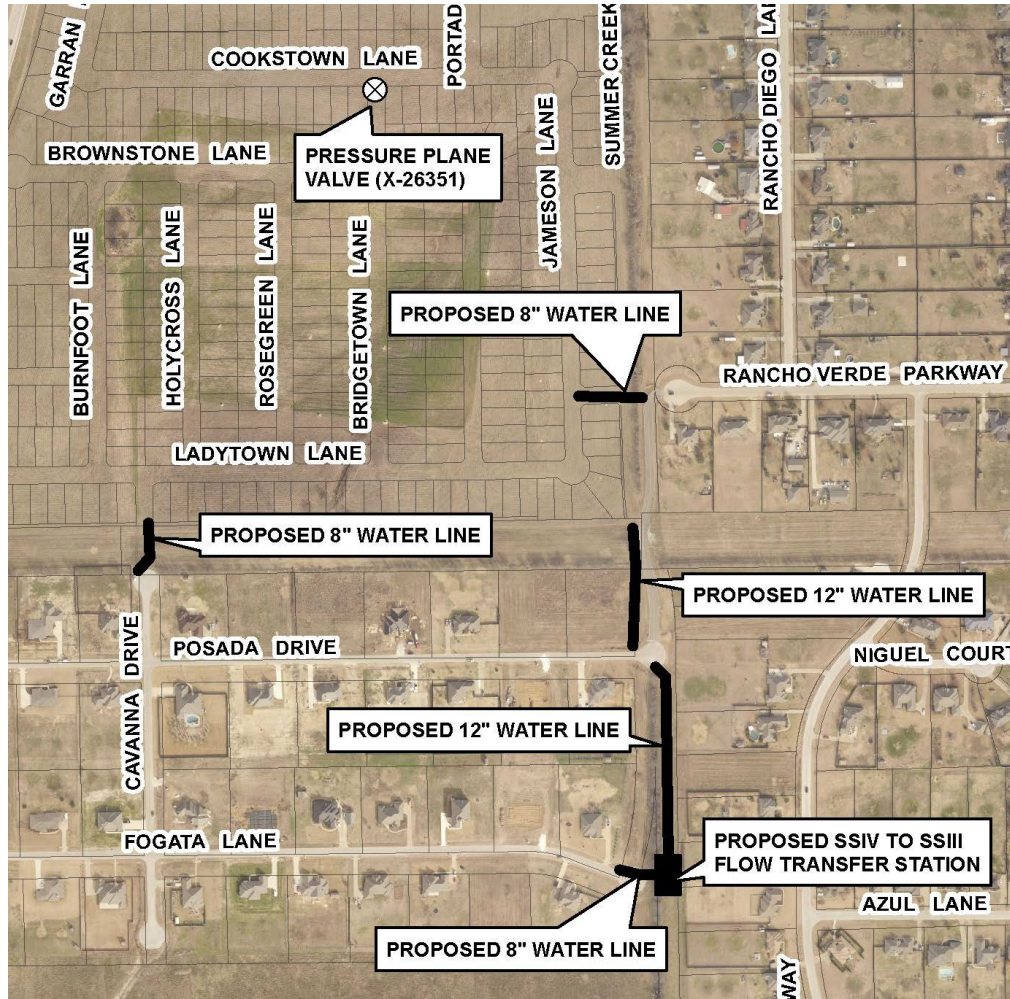 GARRAN
COOKSTOWN LANE
PORTAD
SUMMER CREEK
RANCHO DIEGO LA
PRESSURE PLANE
VALVE (X-26351)
BROWNSTONE LANE
JAMESON LANE
BURNFOOT LANE
HOLYCROSS LANE
ROSEGREEN LANE
BRIDGETOWN LANE
PROPOSED 8" WATER LINE
RANCHO VERDE PARKWAY
LADYTOWN LANE
PROPOSED 8" WATER LINE
PROPOSED 12" WATER LINE
CAVANNA DRIVE
POSADA DRIVE
NIGUEL COURT
PROPOSED 12" WATER LINE
FOGATA LANE
PROPOSED SSIV TO SSIII
FLOW TRANSFER STATION
AZUL LANE
PROPOSED 8" WATER LINE
WAY